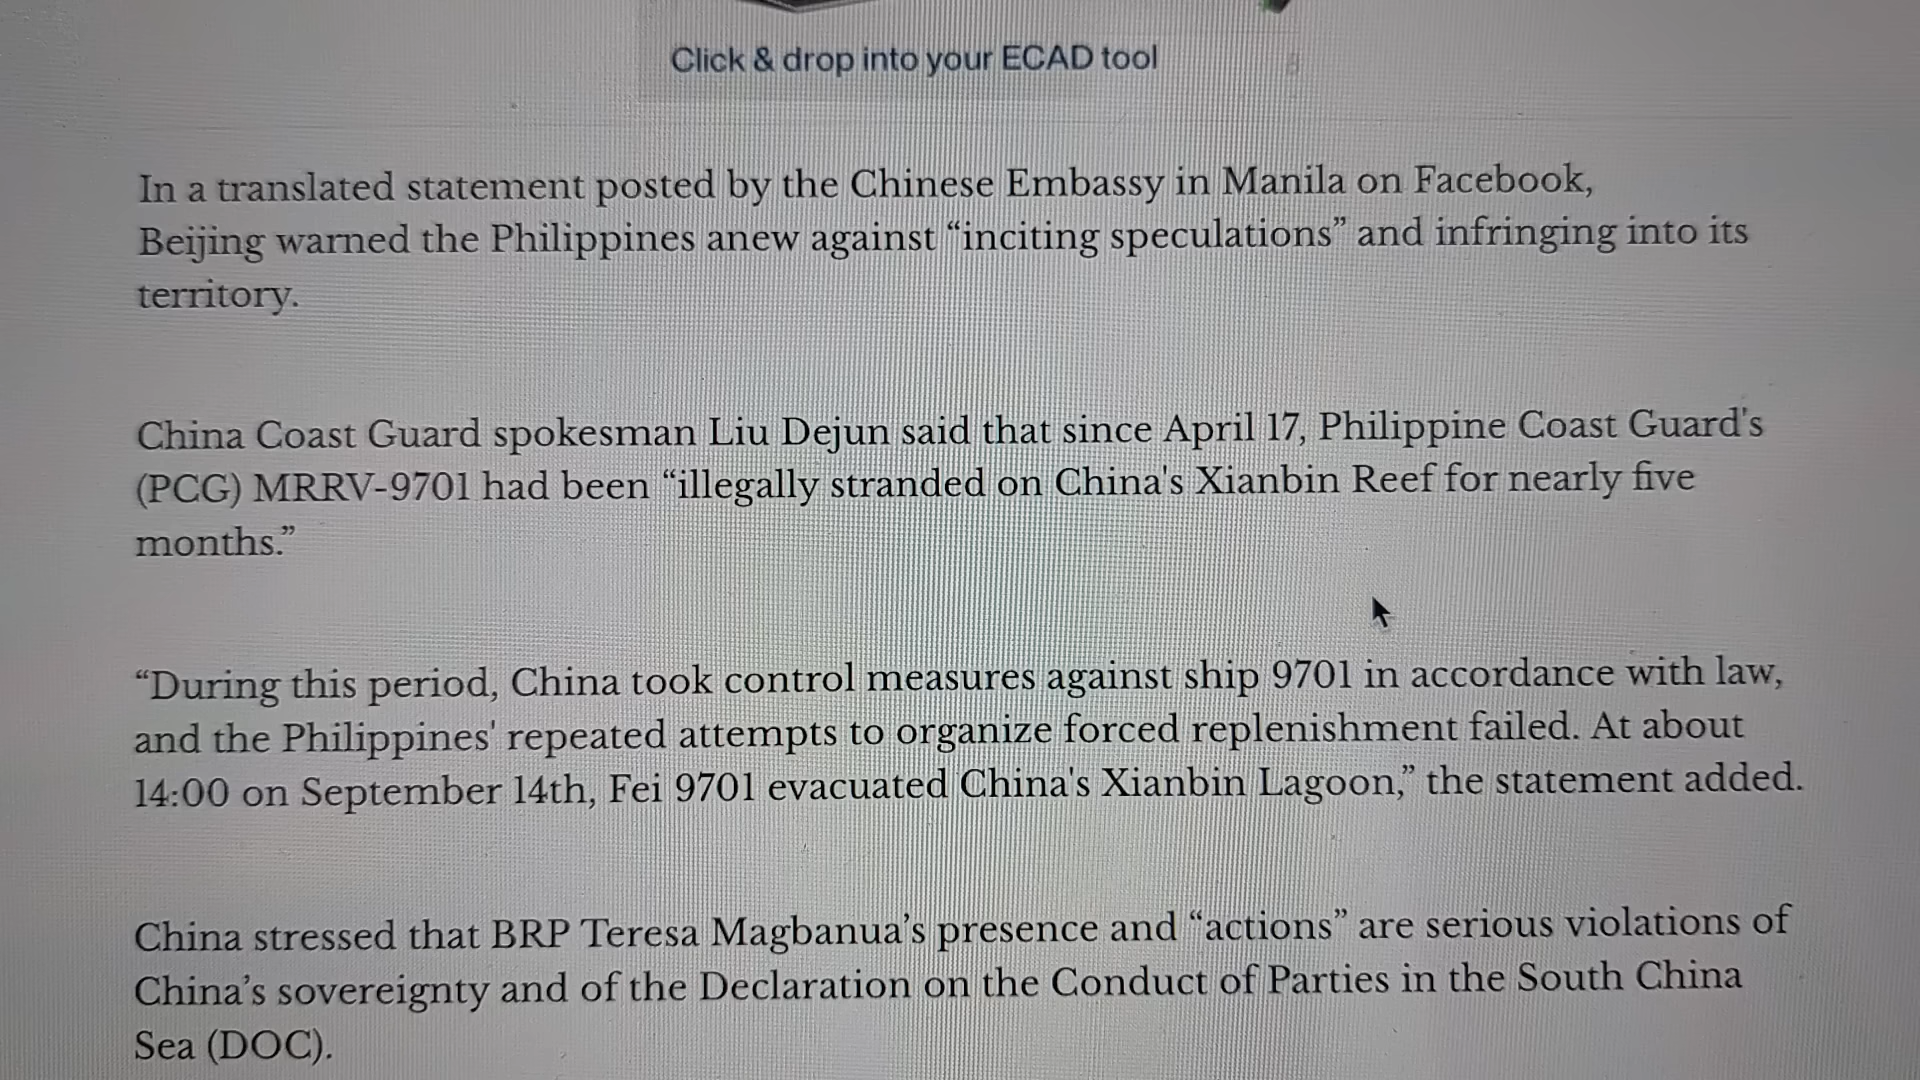 Click & drop into your ECAD tool
In a translated statement posted by the Chinese Embassy in Manila on Facebook,
Beijing warned the Philippines anew against “inciting speculations” and infringing into its
territory.
China Coast Guard spokesman Liu Dejun said that since April 17, Philippine Coast Guard's
(PCG) MRRV-9701 had been “illegally stranded on China's Xianbin Reef for nearly five
months.”
“During this period, China took control measures against ship 9701 in accordance with law,
and the Philippines' repeated attempts to organize forced replenishment failed. At about
14:00 on September 14th, Fei 9701 evacuated China's Xianbin Lagoon,” the statement added.
China stressed that BRP Teresa Magbanua’s presence and “actions” are serious violations of
China’s sovereignty and of the Declaration on the Conduct of Parties in the South China
Sea (DOC).